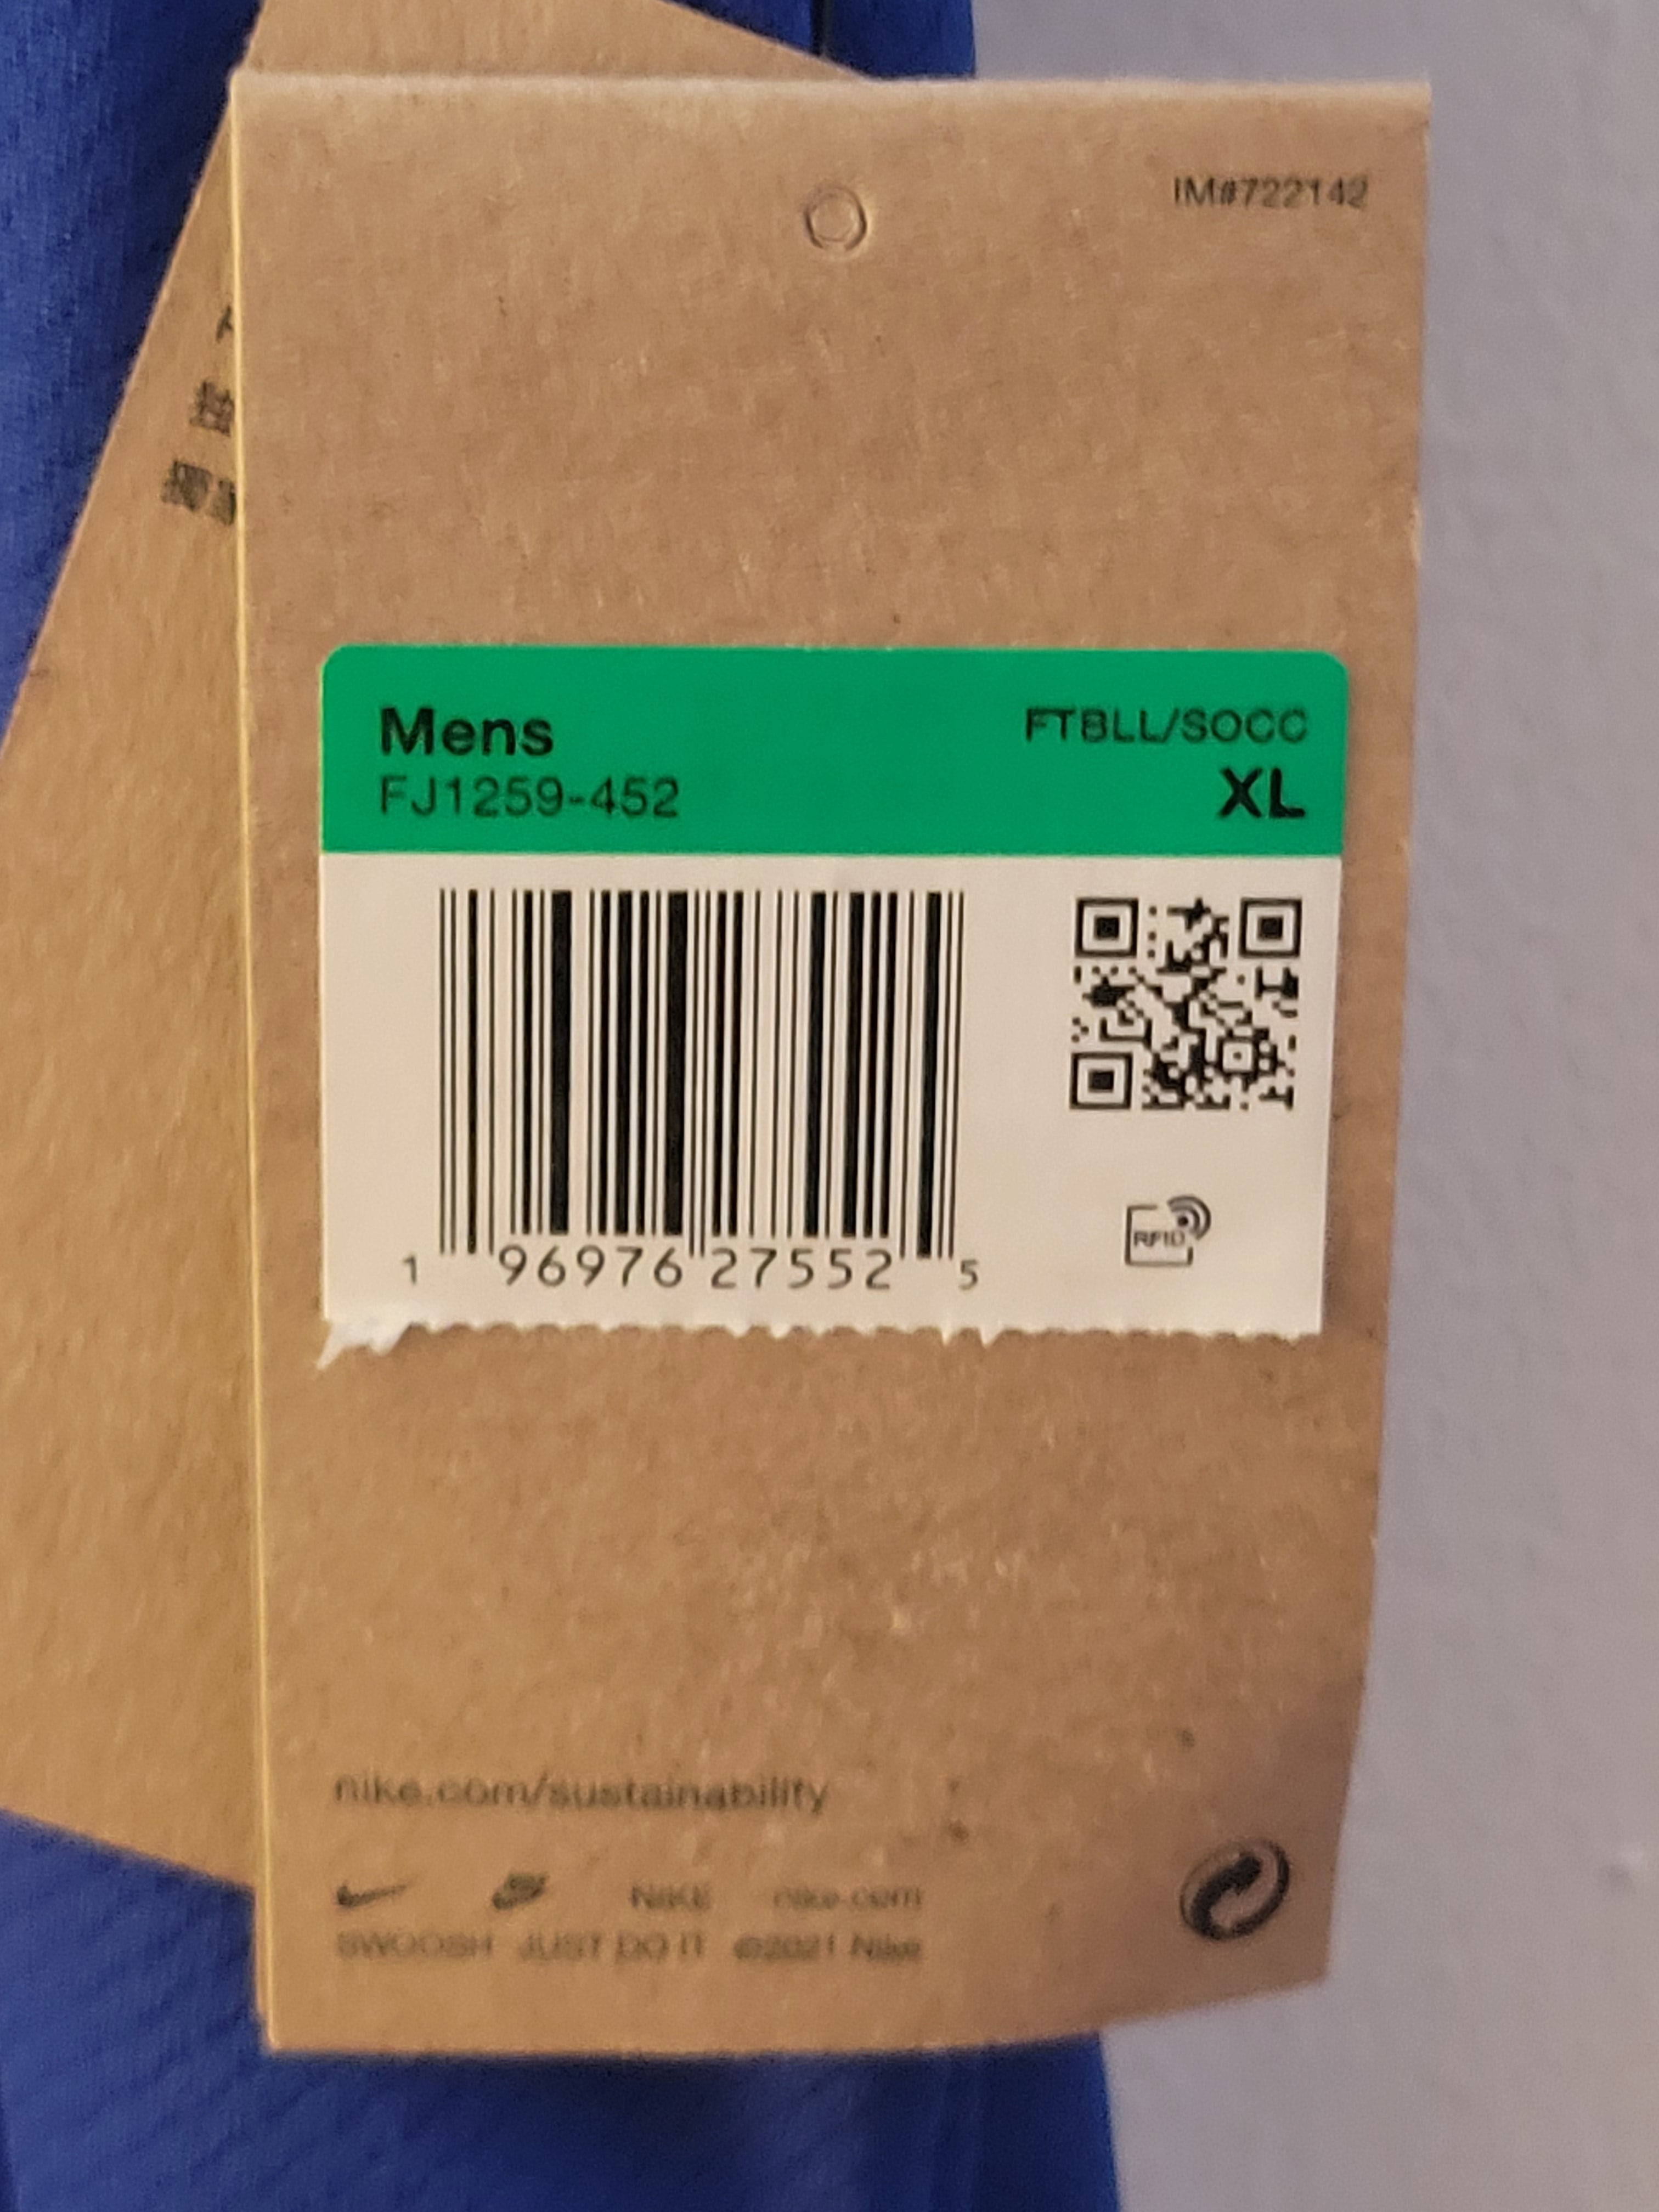 IM#722142
Mens
FTBLL/SOCC
FJ1259-452
XL
1 96976 27552 5
RFID
nike.com/sustainability
NIKE nike.com
SWOOSH JUST DO IT ©2021 Nike
獨